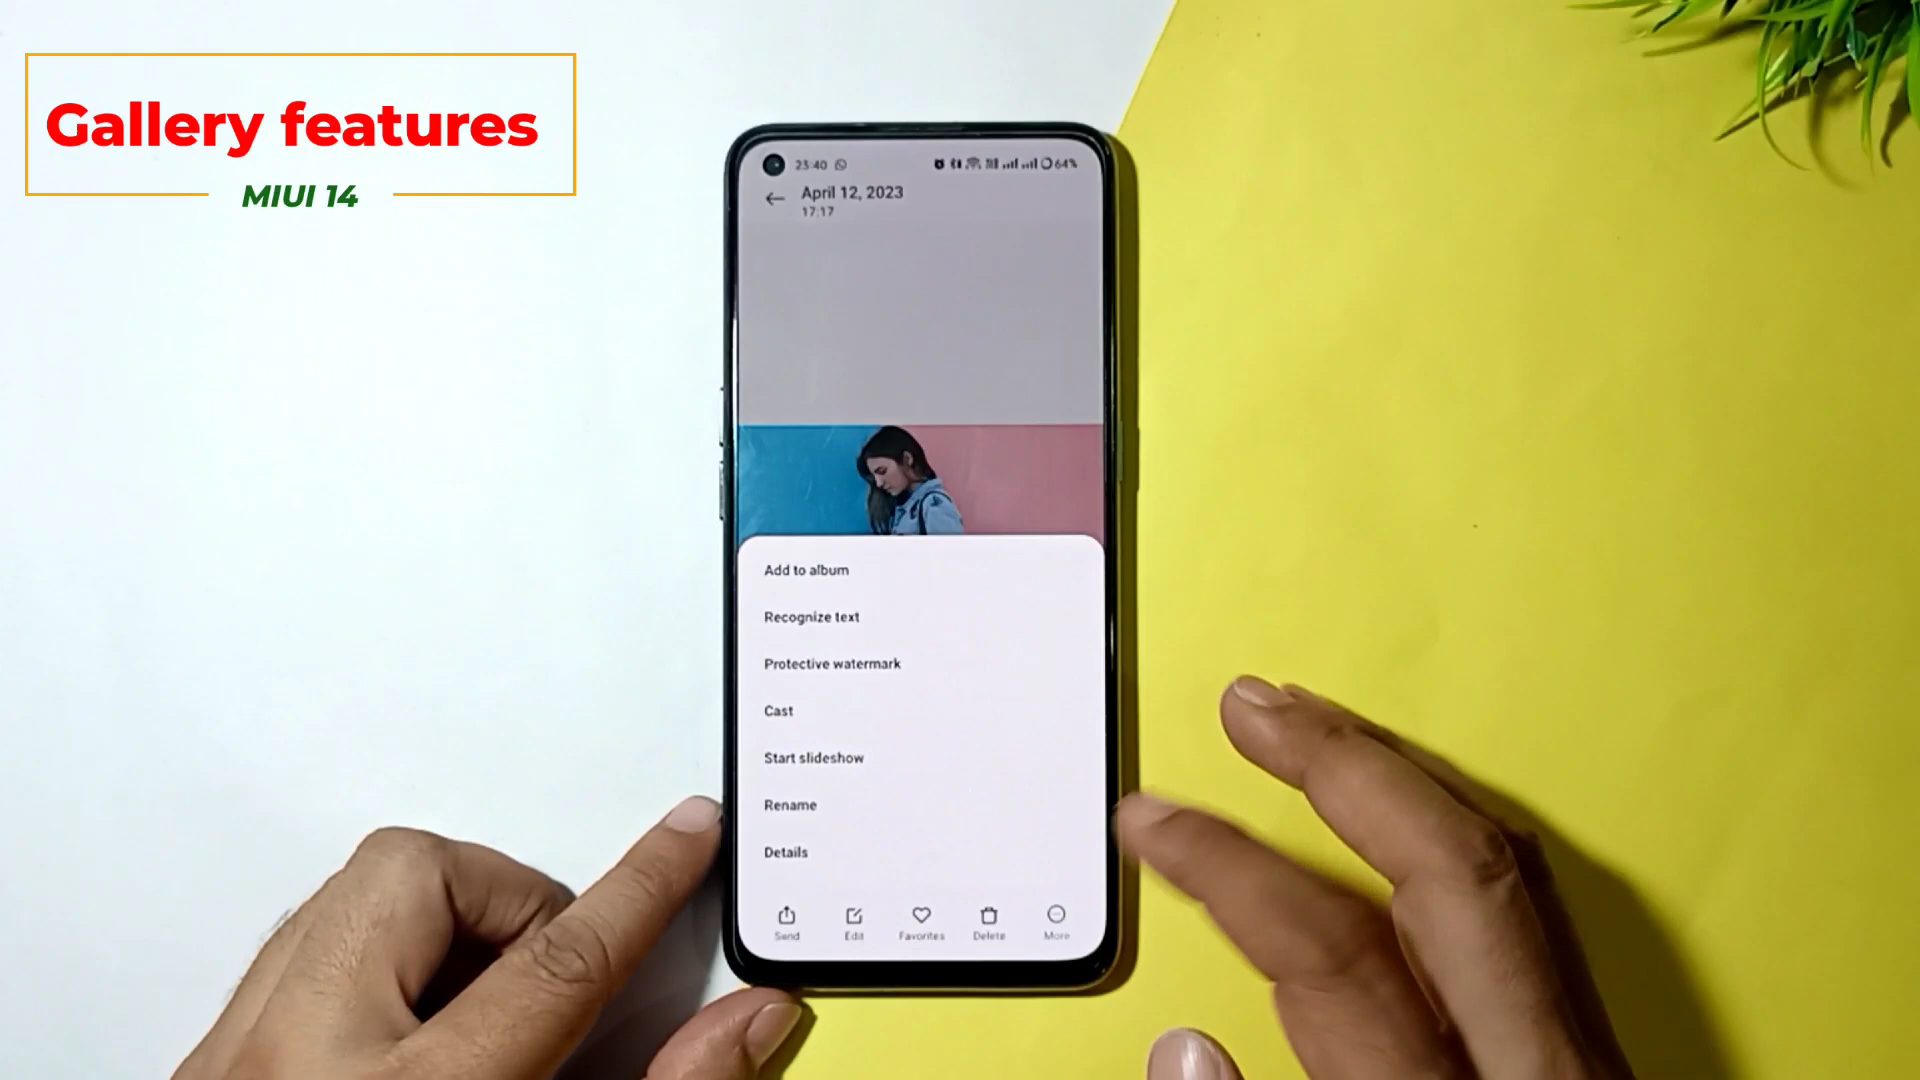 Gallery features
MIUI 14
23:40
64%
April 12, 2023
17:17
Add to album
Recognize text
Protective watermark
Cast
Start slideshow
Rename
Details
Send
Edit
Favorites
Delete
More